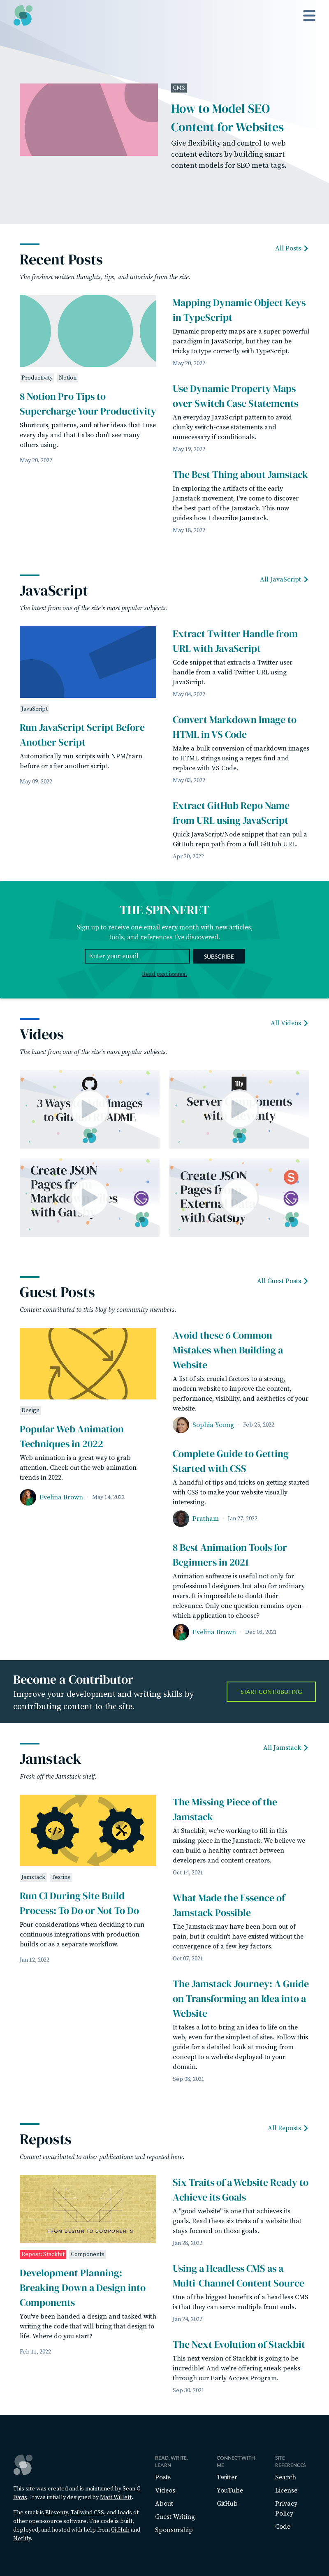 CMS
How to Model SEO
Content for Websites
Give flexibility and control to web
content editors by building smart
content models for SEO meta tags.
Recent Posts
All Posts
The freshest written thoughts, tips, and tutorials from the site.
Productivity Notion
8 Notion Pro Tips to
Supercharge Your Productivity
Shortcuts, patterns, and other ideas that I use
every day and that I also don't see many
others using.
May 20, 2022
Mapping Dynamic Object Keys
in TypeScript
Dynamic property maps are a super powerful
paradigm in JavaScript, but they can be
tricky to type correctly with TypeScript.
May 20, 2022
Use Dynamic Property Maps
over Switch Case Statements
An everyday JavaScript pattern to avoid
clunky switch-case statements and
unnecessary if conditionals.
May 19, 2022
The Best Thing about Jamstack
In exploring the artifacts of the early
Jamstack movement, I've come to discover
the best part of the Jamstack. This now
guides how I describe Jamstack.
May 18, 2022
JavaScript
All JavaScript
The latest from one of the site's most popular subjects.
JavaScript
Run JavaScript Script Before
Another Script
Automatically run scripts with NPM/Yarn
before or after another script.
May 09, 2022
Extract Twitter Handle from
URL with JavaScript
Code snippet that extracts a Twitter user
handle from a valid Twitter URL using
JavaScript.
May 04, 2022
Convert Markdown Image to
HTML in VS Code
Make a bulk conversion of markdown images
to HTML strings using a regex find and
replace with VS Code.
May 03, 2022
Extract GitHub Repo Name
from URL using JavaScript
Quick JavaScript/Node snippet that can pul a
GitHub repo path from a full GitHub URL.
Apr 20, 2022
THE SPINNERET
Sign up to receive one email every month with new articles,
tools, and references I've discovered.
Enter your email
SUBSCRIBE
Read past issues.
Videos
All Videos
The latest from one of the site's most popular subjects.
3 Ways Images
to Git ADME
Server onents
with nty
Create JSON
Pages fr
Markdo es
with Gat y
Create JSON
Pages fr
Externa
with Gatsby
Guest Posts
All Guest Posts
Content contributed to this blog by community members.
Design
Popular Web Animation
Techniques in 2022
Web animation is a great way to grab
attention. Check out the web animation
trends in 2022.
Evelina Brown · May 14, 2022
Avoid these 6 Common
Mistakes when Building a
Website
A list of six crucial factors to a strong,
modern website to improve the content,
performance, visibility, and aesthetics of your
website.
Sophia Young · Feb 25, 2022
Complete Guide to Getting
Started with CSS
A handful of tips and tricks on getting started
with CSS to make your website visually
interesting.
Pratham · Jan 27, 2022
8 Best Animation Tools for
Beginners in 2021
Animation software is useful not only for
professional designers but also for ordinary
users. It is impossible to doubt their
relevance. Only one question remains open –
which application to choose?
Evelina Brown · Dec 03, 2021
Become a Contributor
Improve your development and writing skills by
contributing content to the site.
START CONTRIBUTING
Jamstack
All Jamstack
Fresh off the Jamstack shelf.
Jamstack Testing
Run CI During Site Build
Process: To Do or Not To Do
Four considerations when deciding to run
continuous integrations with production
builds or as a separate workflow.
Jan 12, 2022
The Missing Piece of the
Jamstack
At Stackbit, we're working to fill in this
missing piece in the Jamstack. We believe we
can build a healthy contract between
developers and content creators.
Oct 14, 2021
What Made the Essence of
Jamstack Possible
The Jamstack may have been born out of
pain, but it couldn't have existed without the
convergence of a few key factors.
Oct 07, 2021
The Jamstack Journey: A Guide
on Transforming an Idea into a
Website
It takes a lot to bring an idea to life on the
web, even for the simplest of sites. Follow this
guide for a detailed look at moving from
concept to a website deployed to your
domain.
Sep 08, 2021
Reposts
All Reposts
Content contributed to other publications and reposted here.
FROM DESIGN TO COMPONENTS
Repost: Stackbit Components
Development Planning:
Breaking Down a Design into
Components
You've been handed a design and tasked with
writing the code that will bring that design to
life. Where do you start?
Feb 11, 2022
Six Traits of a Website Ready to
Achieve its Goals
A "good website" is one that achieves its
goals. Read these six traits of a website that
stays focused on those goals.
Jan 28, 2022
Using a Headless CMS as a
Multi-Channel Content Source
One of the biggest benefits of a headless CMS
is that they can serve multiple front ends.
Jan 24, 2022
The Next Evolution of Stackbit
This next version of Stackbit is going to be
incredible! And we're offering sneak peeks
through our Early Access Program.
Sep 30, 2021
This site was created and is maintained by Sean C
Davis. It was initially designed by Matt Willett.
The stack is Eleventy, Tailwind CSS, and loads of
other open-source software. The code is built,
deployed, and hosted with help from GitHub and
Netlify.
READ, WRITE,
LEARN
Posts
Videos
About
Guest Writing
Sponsorship
CONNECT WITH
ME
Twitter
YouTube
GitHub
SITE
REFERENCES
Search
License
Privacy
Policy
Code